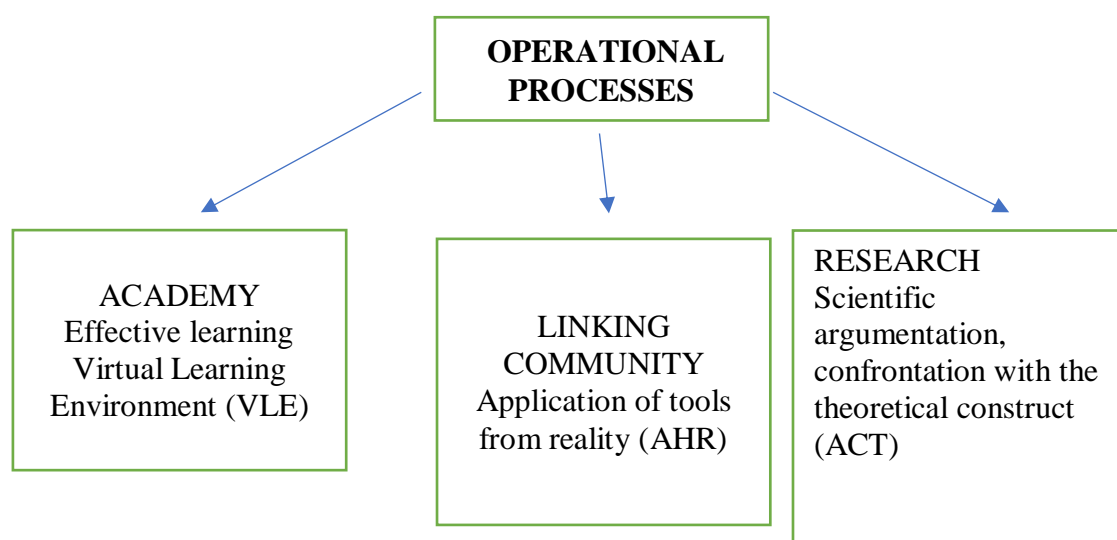 OPERATIONAL
PROCESSES
ACADEMY
Effective learning
Virtual Learning
Environment (VLE)
LINKING
COMMUNITY
Application of tools
from reality (AHR)
RESEARCH
Scientific
argumentation,
confrontation with the
theoretical construct
(ACT)